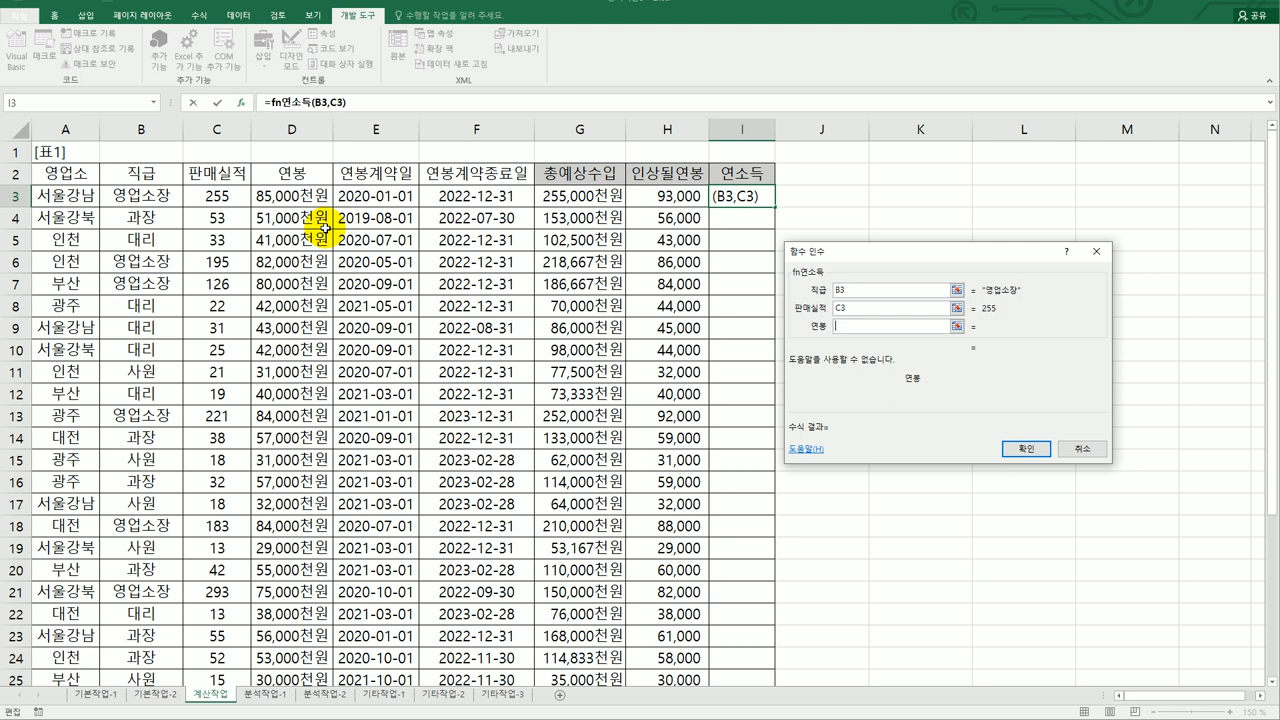 홈 삽입 페이지 레이아웃 수식 데이터 검토 보기 개발 도구 수행할 작업을 알려 주세요. 공유
Visual Basic 매크로 매크로 기록 상대 참조로 기록 매크로 보안 추가 기능 Excel 추가 기능 COM 추가 기능 삽입 디자인 모드 속성 코드 보기 대화 상자 실행 원본 맵 속성 확장 팩 데이터 새로 고침 가져오기 내보내기
코드 추가 기능 컨트롤 XML
I3 fx =fn연소득(B3,C3)
A B C D E F G H I J K L M N
1 [표1]
2 영업소 직급 판매실적 연봉 연봉계약일 연봉계약종료일 총예상수입 인상될연봉 연소득
3 서울강남 영업소장 255 85,000천원 2020-01-01 2022-12-31 255,000천원 93,000 (B3,C3)
4 서울강북 과장 53 51,000천원 2019-08-01 2022-07-30 153,000천원 56,000
5 인천 대리 33 41,000천원 2020-07-01 2022-12-31 102,500천원 43,000
6 인천 영업소장 195 82,000천원 2020-05-01 2022-12-31 218,667천원 86,000
7 부산 영업소장 126 80,000천원 2020-09-01 2022-12-31 186,667천원 84,000
8 광주 대리 22 42,000천원 2021-05-01 2022-12-31 70,000천원 44,000
9 서울강남 대리 31 43,000천원 2020-09-01 2022-08-31 86,000천원 45,000
10 서울강북 대리 25 42,000천원 2020-09-01 2022-12-31 98,000천원 44,000
11 인천 사원 21 31,000천원 2020-07-01 2022-12-31 77,500천원 32,000
12 부산 대리 19 40,000천원 2021-03-01 2022-12-31 73,333천원 40,000
13 광주 영업소장 221 84,000천원 2021-01-01 2023-12-31 252,000천원 92,000
14 대전 과장 38 57,000천원 2020-09-01 2022-12-31 133,000천원 59,000
15 광주 사원 18 31,000천원 2021-03-01 2023-02-28 62,000천원 31,000
16 광주 과장 32 57,000천원 2021-03-01 2023-02-28 114,000천원 59,000
17 서울강남 사원 18 32,000천원 2021-03-01 2023-02-28 64,000천원 32,000
18 대전 영업소장 183 84,000천원 2020-07-01 2022-12-31 210,000천원 88,000
19 서울강북 사원 13 29,000천원 2021-03-01 2022-12-31 53,167천원 29,000
20 부산 과장 42 55,000천원 2021-03-01 2023-02-28 110,000천원 60,000
21 서울강북 영업소장 293 75,000천원 2020-10-01 2022-09-30 150,000천원 82,000
22 대전 대리 13 38,000천원 2021-03-01 2023-02-28 76,000천원 38,000
23 서울강남 과장 55 56,000천원 2020-01-01 2022-12-31 168,000천원 61,000
24 인천 과장 52 53,000천원 2020-10-01 2022-11-30 114,833천원 58,000
25 부산 사원 15 30,000천원 2021-11-01 2022-12-31 35,000천원 30,000
함수 인수 ?
fn연소득
직급 B3 = "영업소장"
판매실적 C3 = 255
연봉 =
=
도움말을 사용할 수 없습니다.
연봉
수식 결과=
도움말(H) 확인 취소
기본작업-1 기본작업-2 계산작업 분석작업-1 분석작업-2 기타작업-1 기타작업-2 기타작업-3
편집 150 %